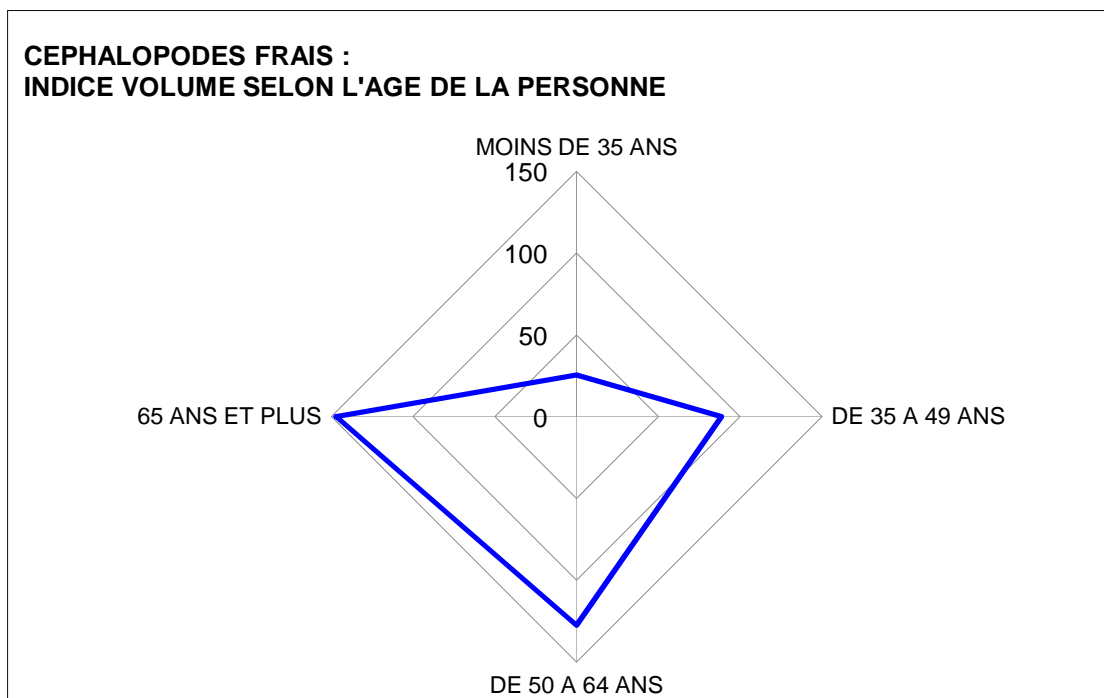 CEPHALOPODES FRAIS :
INDICE VOLUME SELON L'AGE DE LA PERSONNE
MOINS DE 35 ANS
150
100
50
65 ANS ET PLUS
0
DE 35 A 49 ANS
DE 50 A 64 ANS